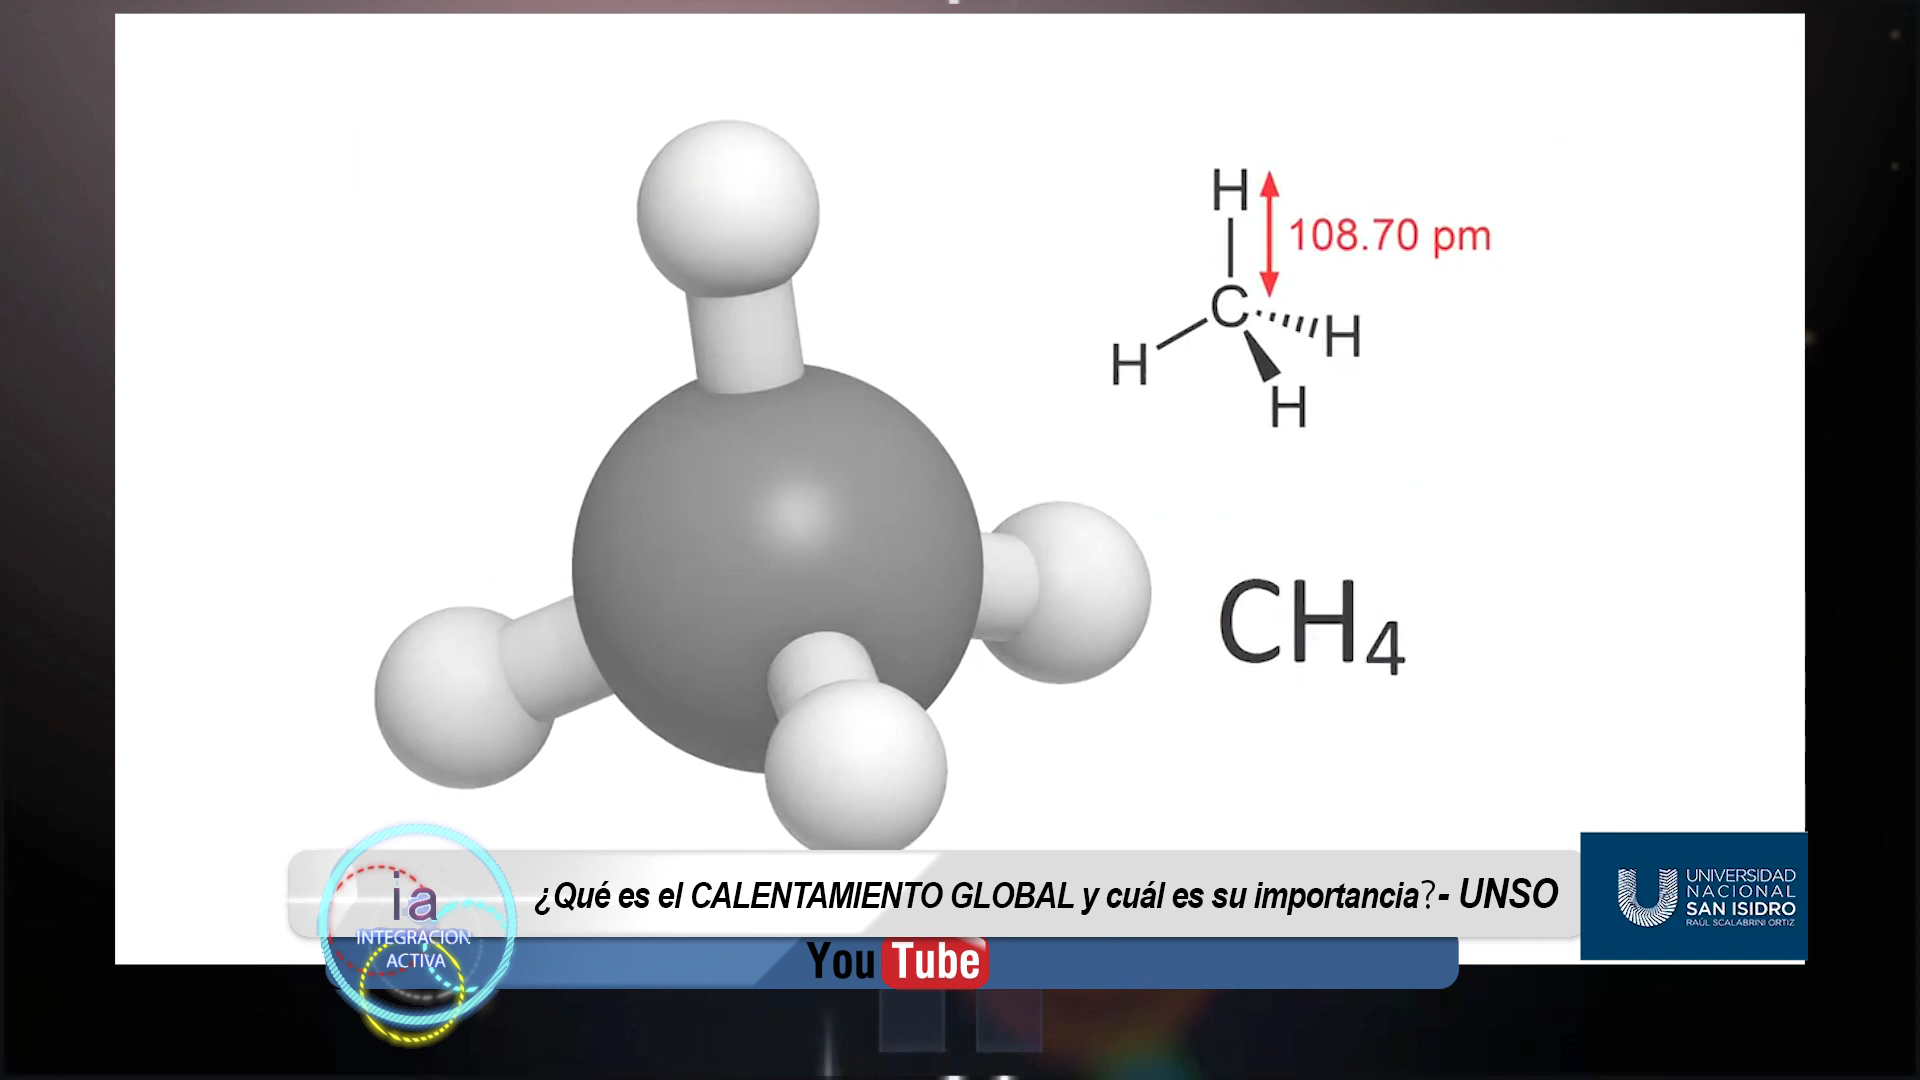 H
108.70 pm
C
H
H
H
CH₄
¿Qué es el CALENTAMIENTO GLOBAL y cuál es su importancia?- UNSO
ia
INTEGRACION
ACTIVA
YouTube
UNIVERSIDAD
NACIONAL
SAN ISIDRO
RAÚL SCALABRINI ORTIZ